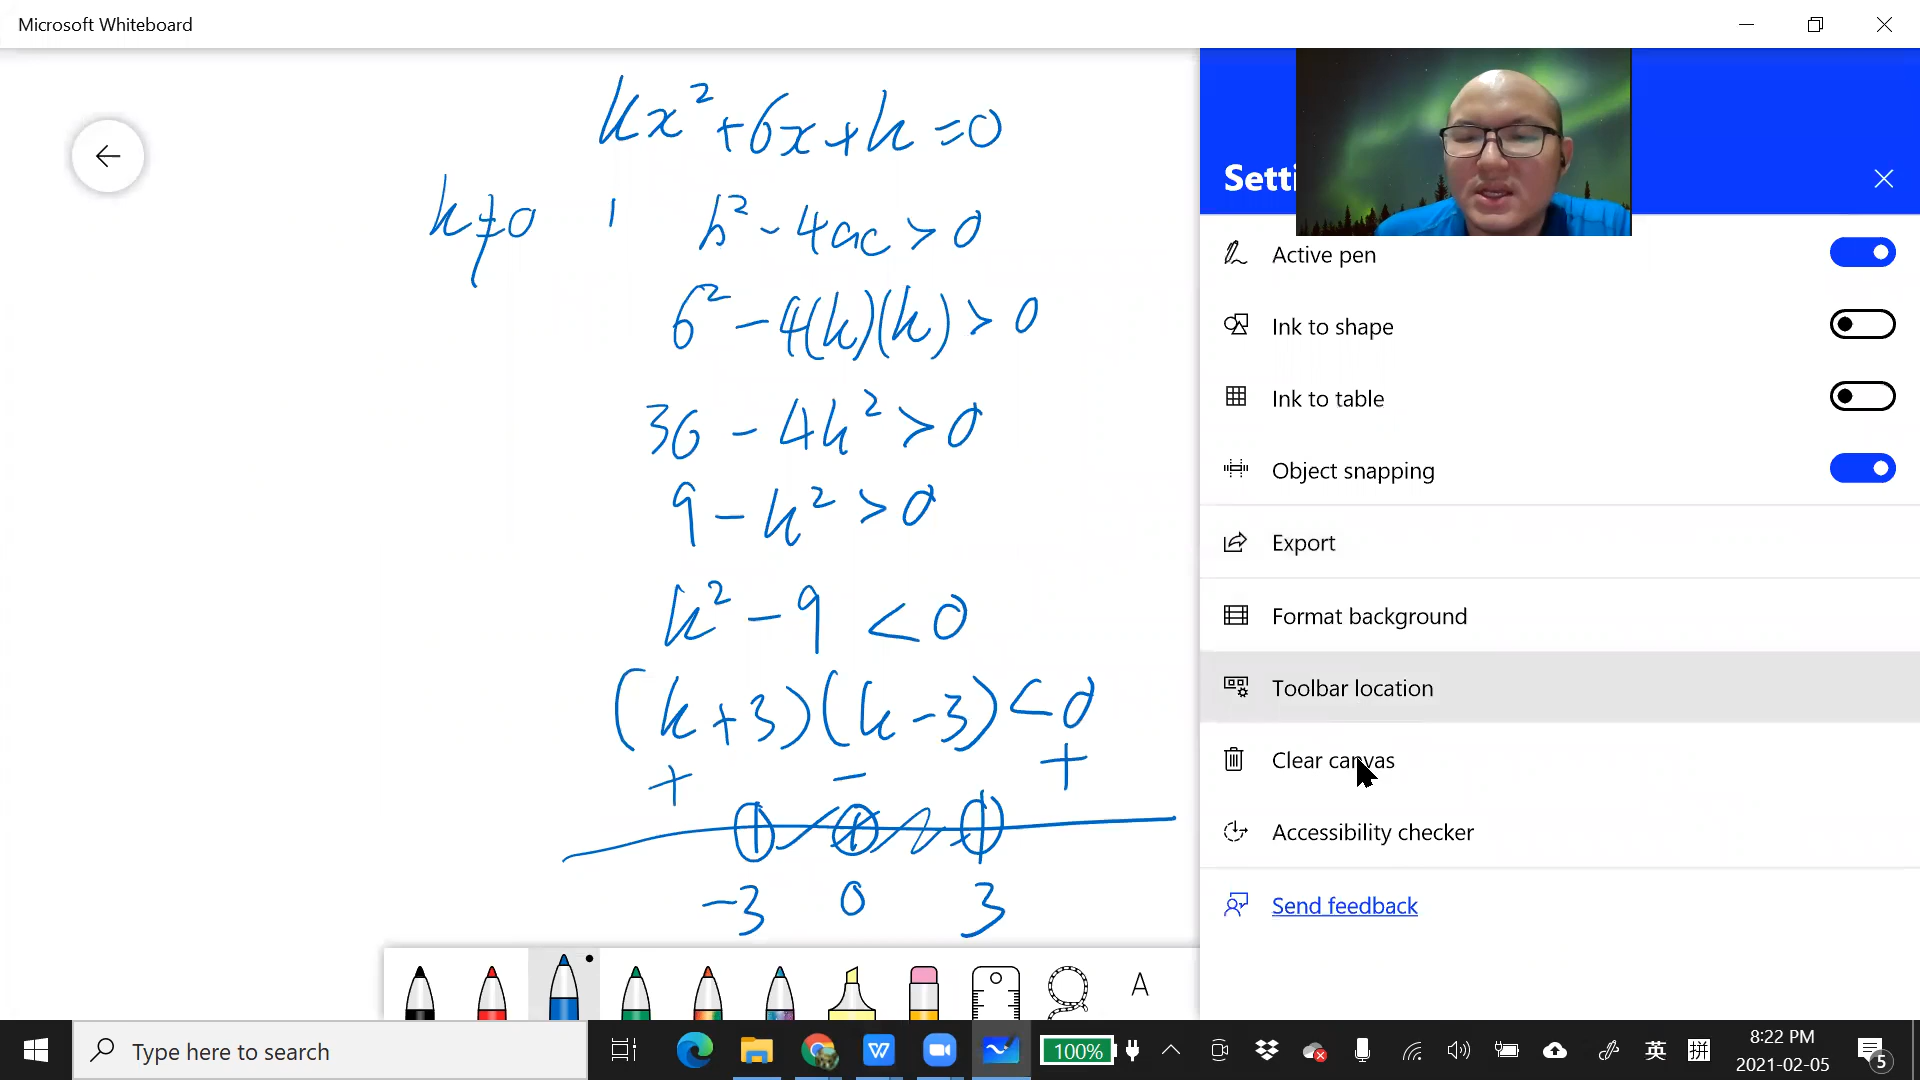 Microsoft Whiteboard
kx²+6x+k=0
k≠0
b²-4ac>0
6²-4(k)(k)>0
36-4k²>0
9-k²>0
k²-9<0
(k+3)(k-3)<0
+ - +
-3 0 3
Setti
Active pen
Ink to shape
Ink to table
Object snapping
Export
Format background
Toolbar location
Clear canvas
Accessibility checker
Send feedback
A
Type here to search
100%
英
拼
8:22 PM
2021-02-05
5